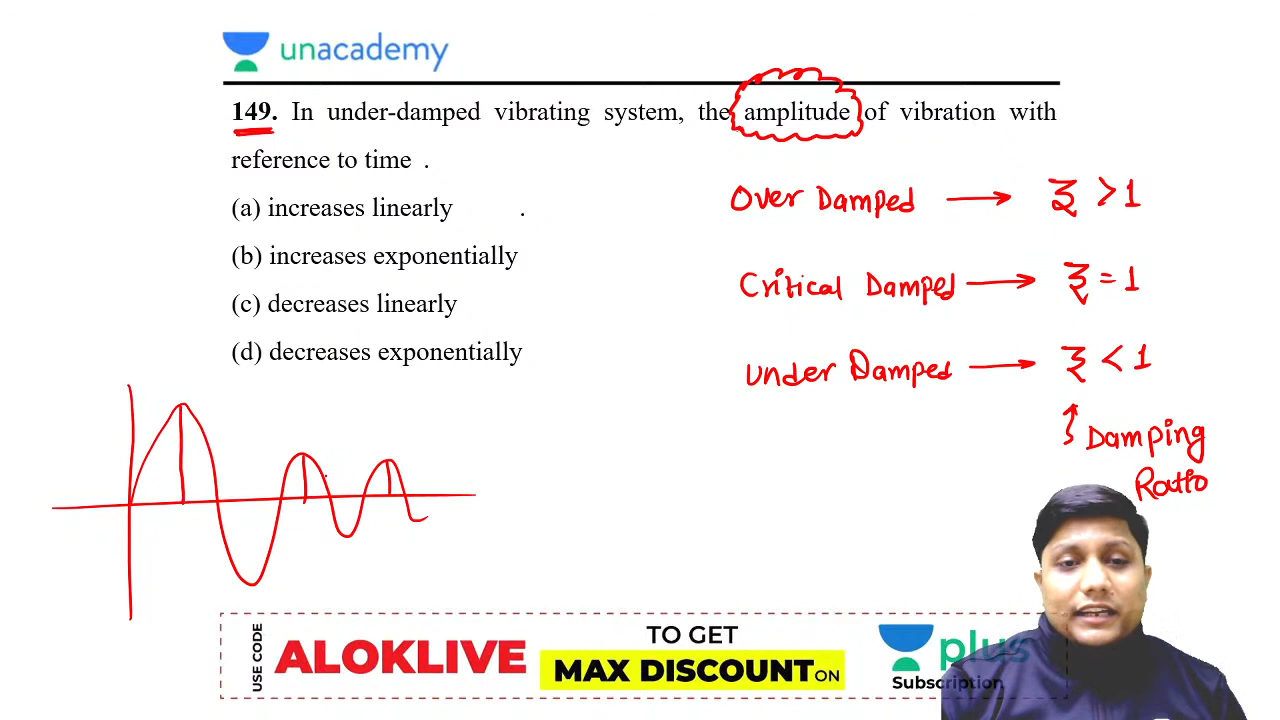 unacademy
149. In under-damped vibrating system, the amplitude of vibration with
reference to time .
(a) increases linearly .
(b) increases exponentially
(c) decreases linearly
(d) decreases exponentially
Over Damped → ξ > 1
Critical Damped → ξ = 1
Under Damped → ξ < 1
Damping
Ratio
USE CODE
ALOKLIVE
TO GET
MAX DISCOUNT ON
plus
Subscription